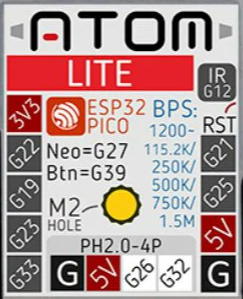 ATOM
LITE
IR
G12
3V3
ESP32
PICO
BPS:
1200~
115.2K/
250K/
500K/
750K/
1.5M
RST
G22
Neo=G27
Btn=G39
G21
G19
G25
M2
HOLE
G23
5V
PH2.0-4P
G33
G
5V
G26
G32
G